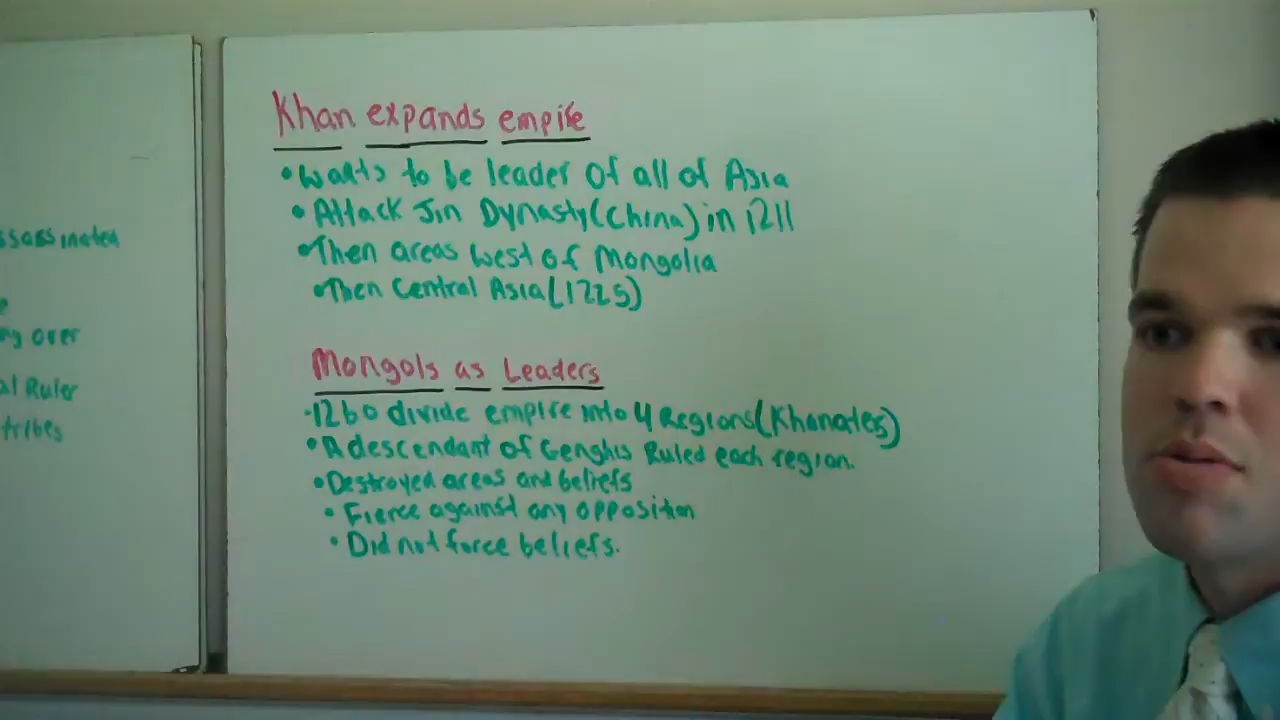 ssassinated
e
ng over
al Ruler
tribes
Khan expands empire
• Wants to be leader of all of Asia
• Attack Jin Dynasty (China) in 1211
• Then areas west of Mongolia
• Then Central Asia (1225)
Mongols as Leaders
• 1260 divide empire into 4 Regions (Khanates)
• A descendant of Genghis Ruled each region.
• Destroyed areas and beliefs
• Fierce against any opposition
• Did not force beliefs.